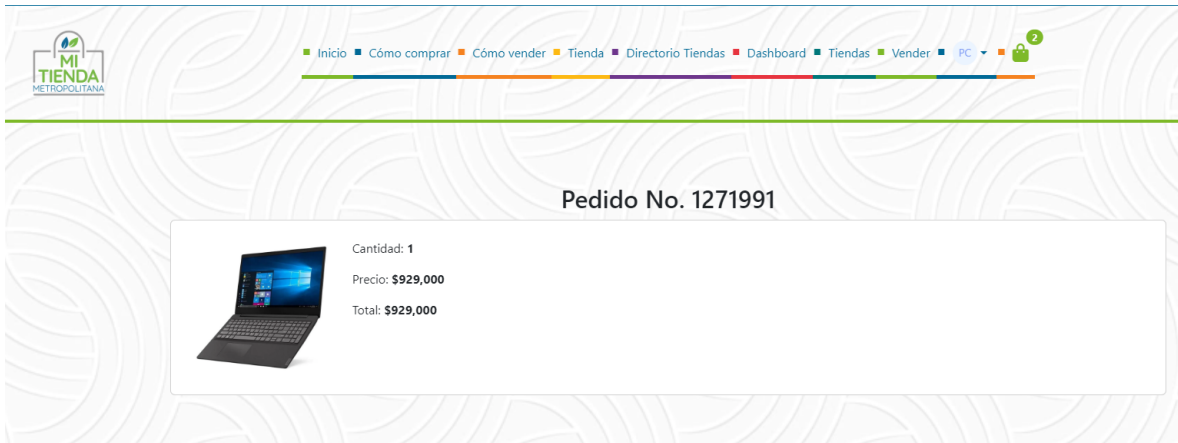 MI
TIENDA
METROPOLITANA
Inicio Cómo comprar Cómo vender Tienda Directorio Tiendas Dashboard Tiendas Vender PC 2
Pedido No. 1271991
Cantidad: 1
Precio: $929,000
Total: $929,000